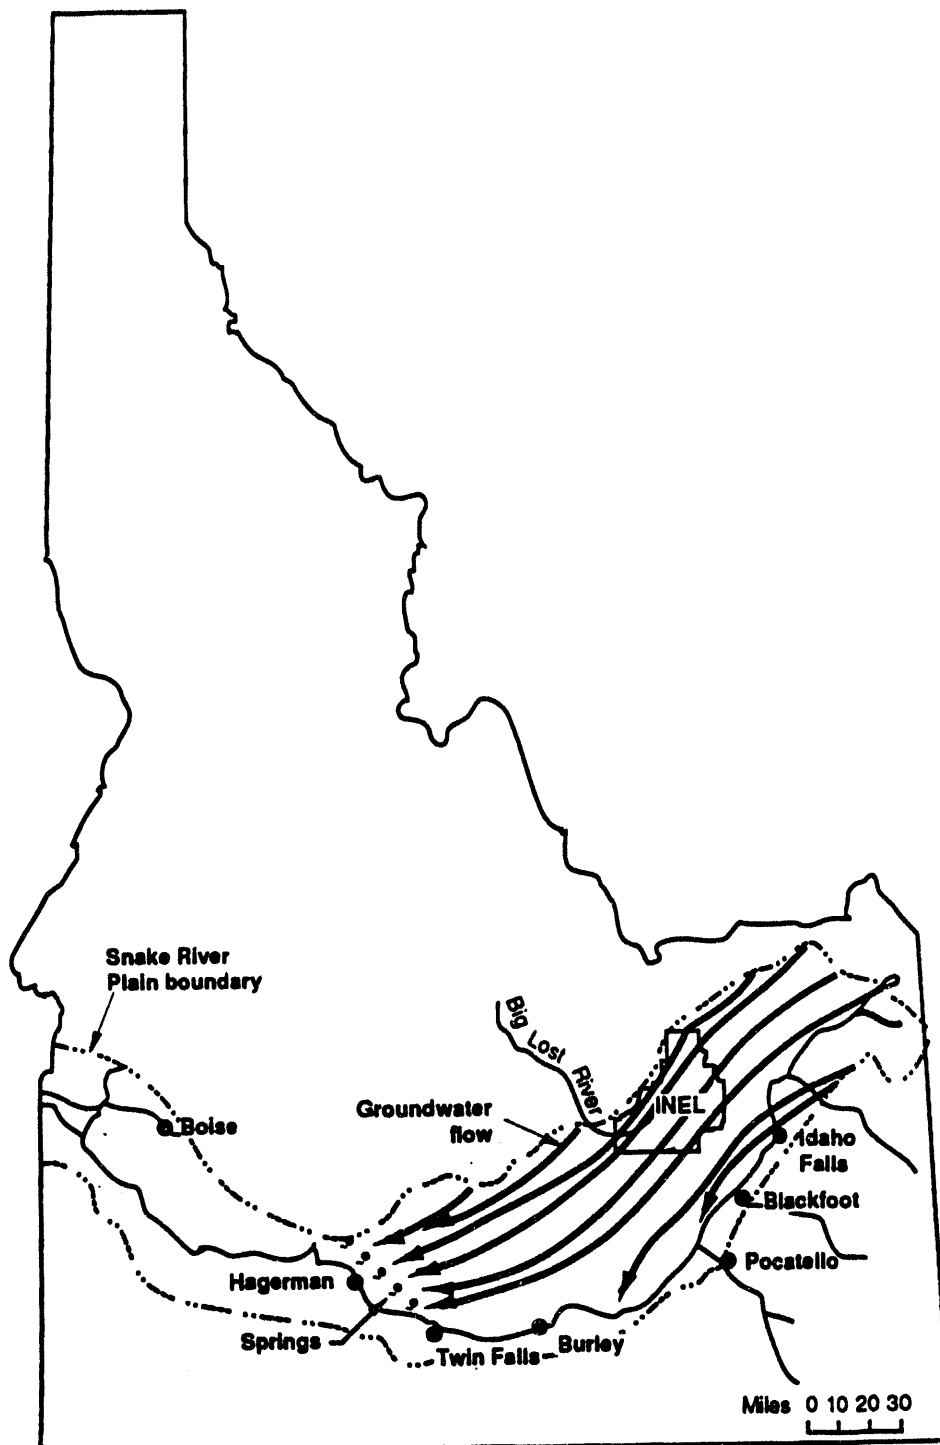 Snake River
Plain boundary
Big Lost River
Groundwater
flow
INEL
Boise
Idaho
Falls
Blackfoot
Pocatello
Hagerman
Springs
Twin Falls
Burley
Miles 0 10 20 30